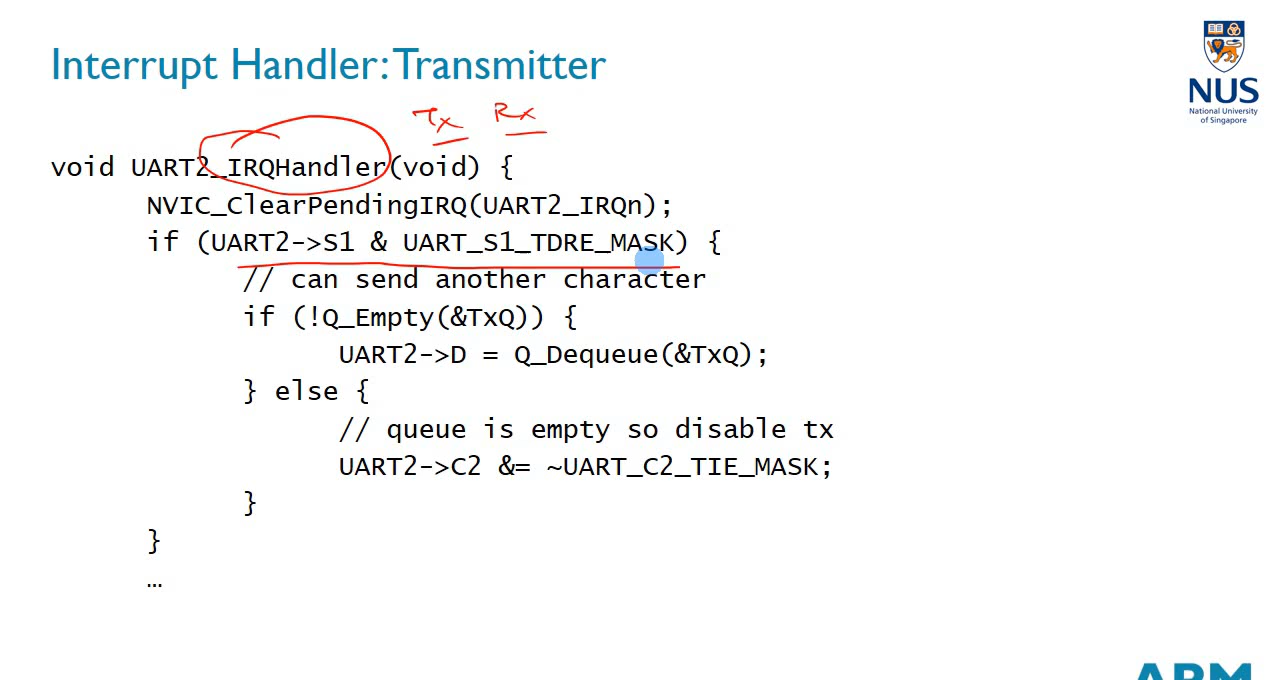 Interrupt Handler: Transmitter
NUS
National University
of Singapore
Tx Rx
void UART2_IRQHandler(void) {
NVIC_ClearPendingIRQ(UART2_IRQn);
if (UART2->S1 & UART_S1_TDRE_MASK) {
// can send another character
if (!Q_Empty(&TxQ)) {
UART2->D = Q_Dequeue(&TxQ);
} else {
// queue is empty so disable tx
UART2->C2 &= ~UART_C2_TIE_MASK;
}
}
…
ARM